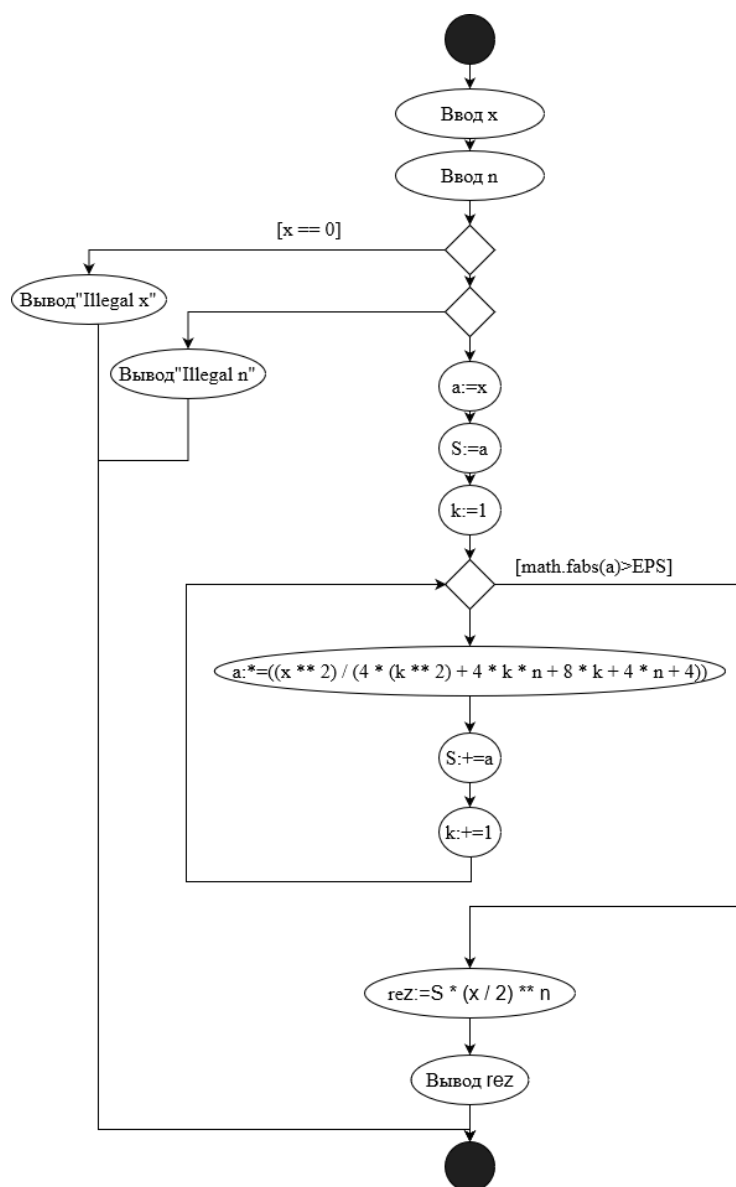 Ввод x
Ввод n
[x == 0]
Вывод"Illegal x"
Вывод"Illegal n"
a:=x
S:=a
k:=1
[math.fabs(a)>EPS]
a:*=((x ** 2) / (4 * (k ** 2) + 4 * k * n + 8 * k + 4 * n + 4))
S:+=a
k:+=1
rez:=S * (x / 2) ** n
Вывод rez